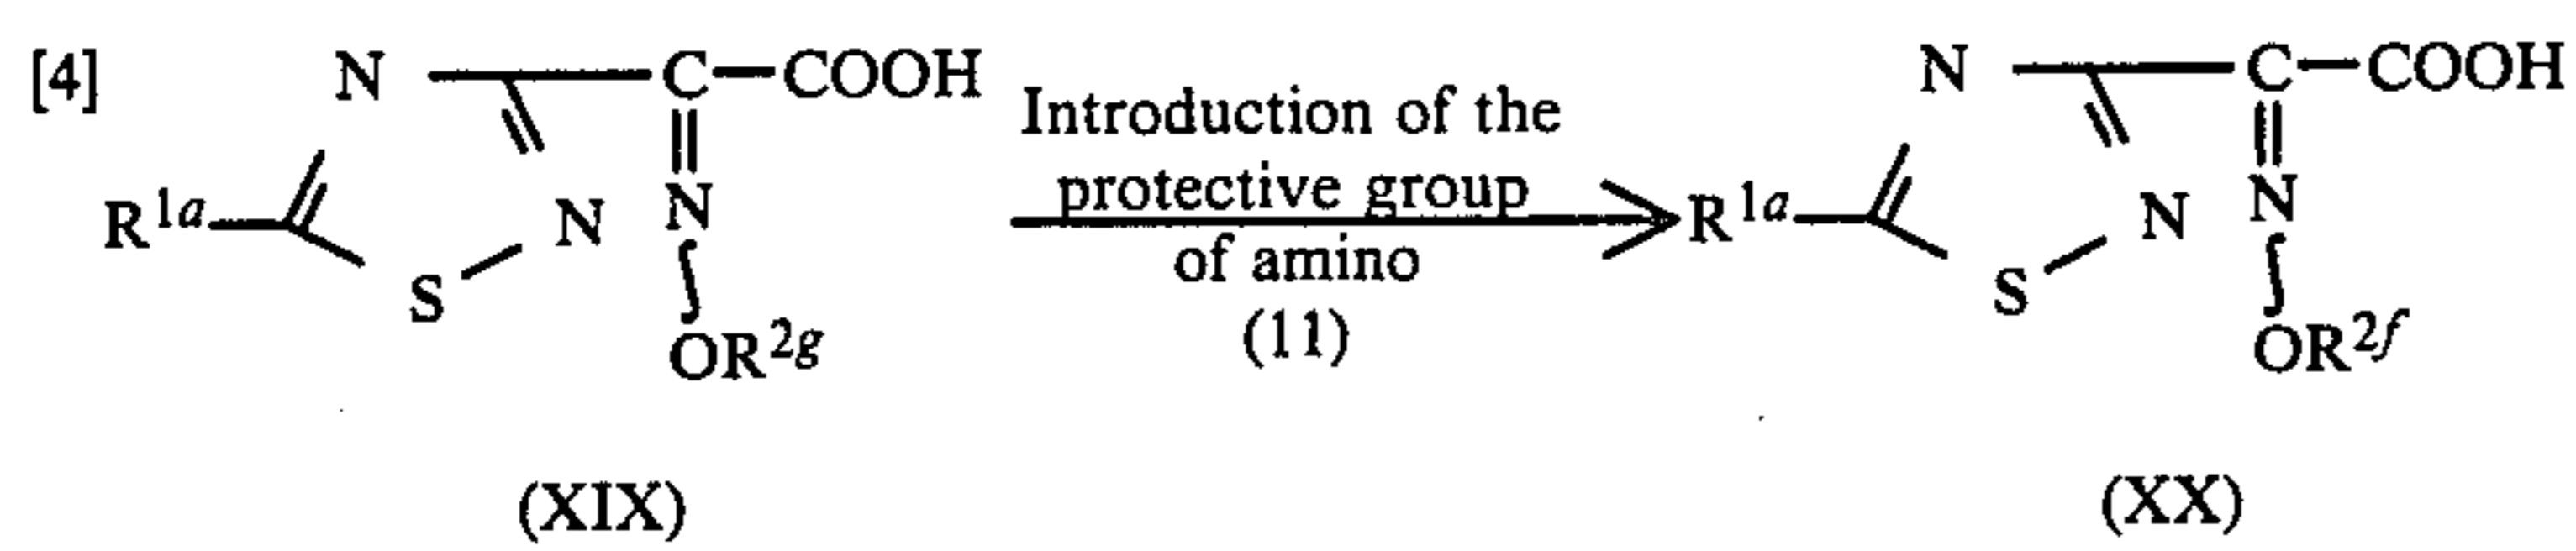 [4]
N
C
COOH
R1a
N
N
S
OR2g
(XIX)
Introduction of the
protective group
of amino
(11)
N
C
COOH
R1a
N
N
S
OR2f
(XX)